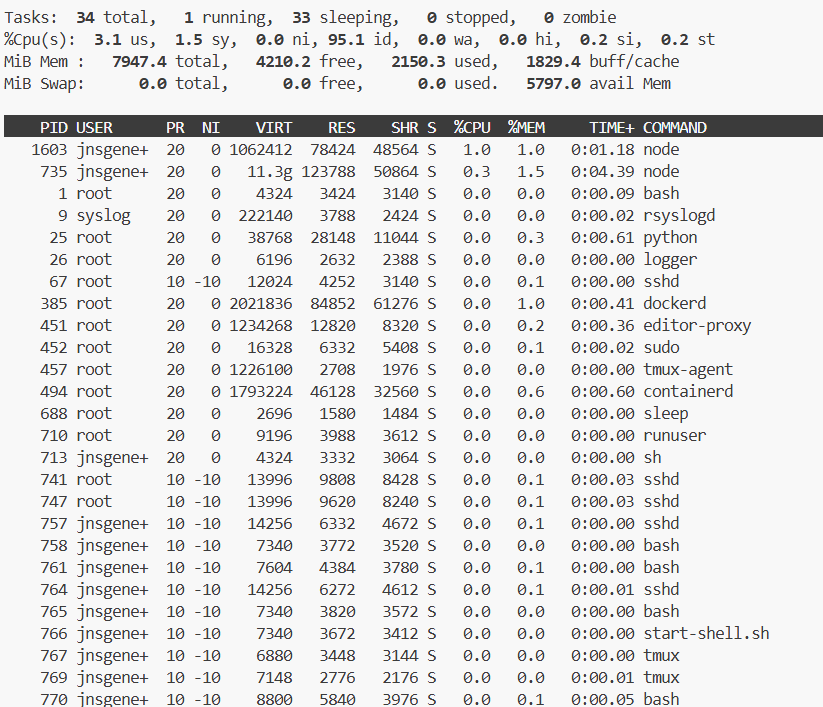 Tasks:  34 total,   1 running,  33 sleeping,   0 stopped,   0 zombie
%Cpu(s):  3.1 us,  1.5 sy,  0.0 ni, 95.1 id,  0.0 wa,  0.0 hi,  0.2 si,  0.2 st
MiB Mem :   7947.4 total,   4210.2 free,   2150.3 used,   1829.4 buff/cache
MiB Swap:      0.0 total,      0.0 free,      0.0 used.   5797.0 avail Mem
    PID USER      PR  NI    VIRT    RES    SHR S  %CPU  %MEM     TIME+ COMMAND
   1603 jnsgene+  20   0 1062412  78424  48564 S   1.0   1.0   0:01.18 node
    735 jnsgene+  20   0   11.3g 123788  50864 S   0.3   1.5   0:04.39 node
      1 root      20   0    4324   3424   3140 S   0.0   0.0   0:00.09 bash
      9 syslog    20   0  222140   3788   2424 S   0.0   0.0   0:00.02 rsyslogd
     25 root      20   0   38768  28148  11044 S   0.0   0.3   0:00.61 python
     26 root      20   0    6196   2632   2388 S   0.0   0.0   0:00.00 logger
     67 root      10 -10   12024   4252   3140 S   0.0   0.1   0:00.00 sshd
    385 root      20   0 2021836  84852  61276 S   0.0   1.0   0:00.41 dockerd
    451 root      20   0 1234268  12820   8320 S   0.0   0.2   0:00.36 editor-proxy
    452 root      20   0   16328   6332   5408 S   0.0   0.1   0:00.02 sudo
    457 root      20   0 1226100   2708   1976 S   0.0   0.0   0:00.00 tmux-agent
    494 root      20   0 1793224  46128  32560 S   0.0   0.6   0:00.60 containerd
    688 root      20   0    2696   1580   1484 S   0.0   0.0   0:00.00 sleep
    710 root      20   0    9196   3988   3612 S   0.0   0.0   0:00.00 runuser
    713 jnsgene+  20   0    4324   3332   3064 S   0.0   0.0   0:00.00 sh
    741 root      10 -10   13996   9808   8428 S   0.0   0.1   0:00.03 sshd
    747 root      10 -10   13996   9620   8240 S   0.0   0.1   0:00.03 sshd
    757 jnsgene+  10 -10   14256   6332   4672 S   0.0   0.1   0:00.00 sshd
    758 jnsgene+  10 -10    7340   3772   3520 S   0.0   0.0   0:00.00 bash
    761 jnsgene+  10 -10    7604   4384   3780 S   0.0   0.1   0:00.00 bash
    764 jnsgene+  10 -10   14256   6272   4612 S   0.0   0.1   0:00.01 sshd
    765 jnsgene+  10 -10    7340   3820   3572 S   0.0   0.0   0:00.00 bash
    766 jnsgene+  10 -10    7340   3672   3412 S   0.0   0.0   0:00.00 start-shell.sh
    767 jnsgene+  10 -10    6880   3448   3144 S   0.0   0.0   0:00.00 tmux
    769 jnsgene+  10 -10    7148   2776   2176 S   0.0   0.0   0:00.01 tmux
    770 jnsgene+  10 -10    8800   5840   3976 S   0.0   0.1   0:00.05 bash